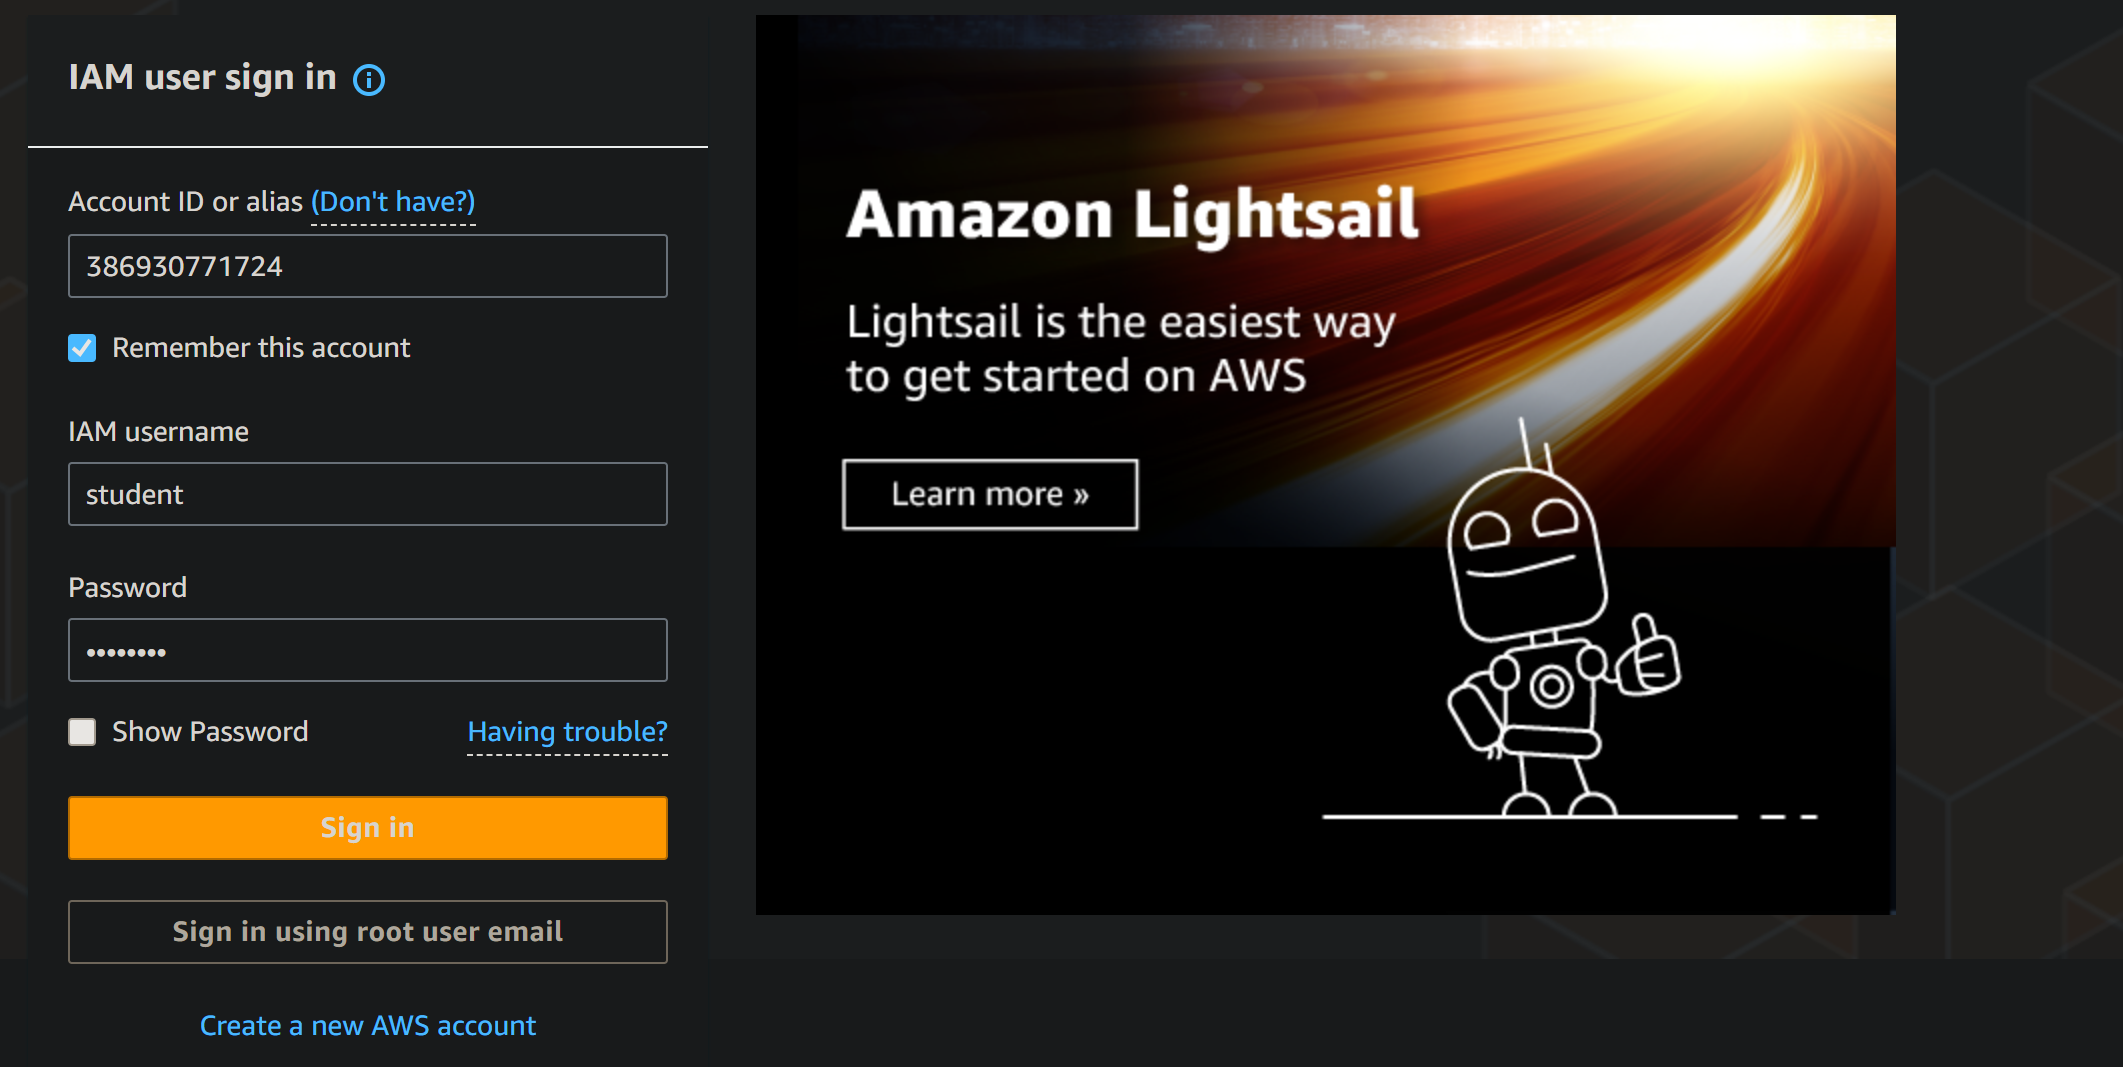 IAM user sign in
Account ID or alias (Don't have?)
386930771724
Remember this account
IAM username
student
Password
••••••••
Show Password
Having trouble?
Sign in
Sign in using root user email
Create a new AWS account
Amazon Lightsail
Lightsail is the easiest way
to get started on AWS
Learn more »